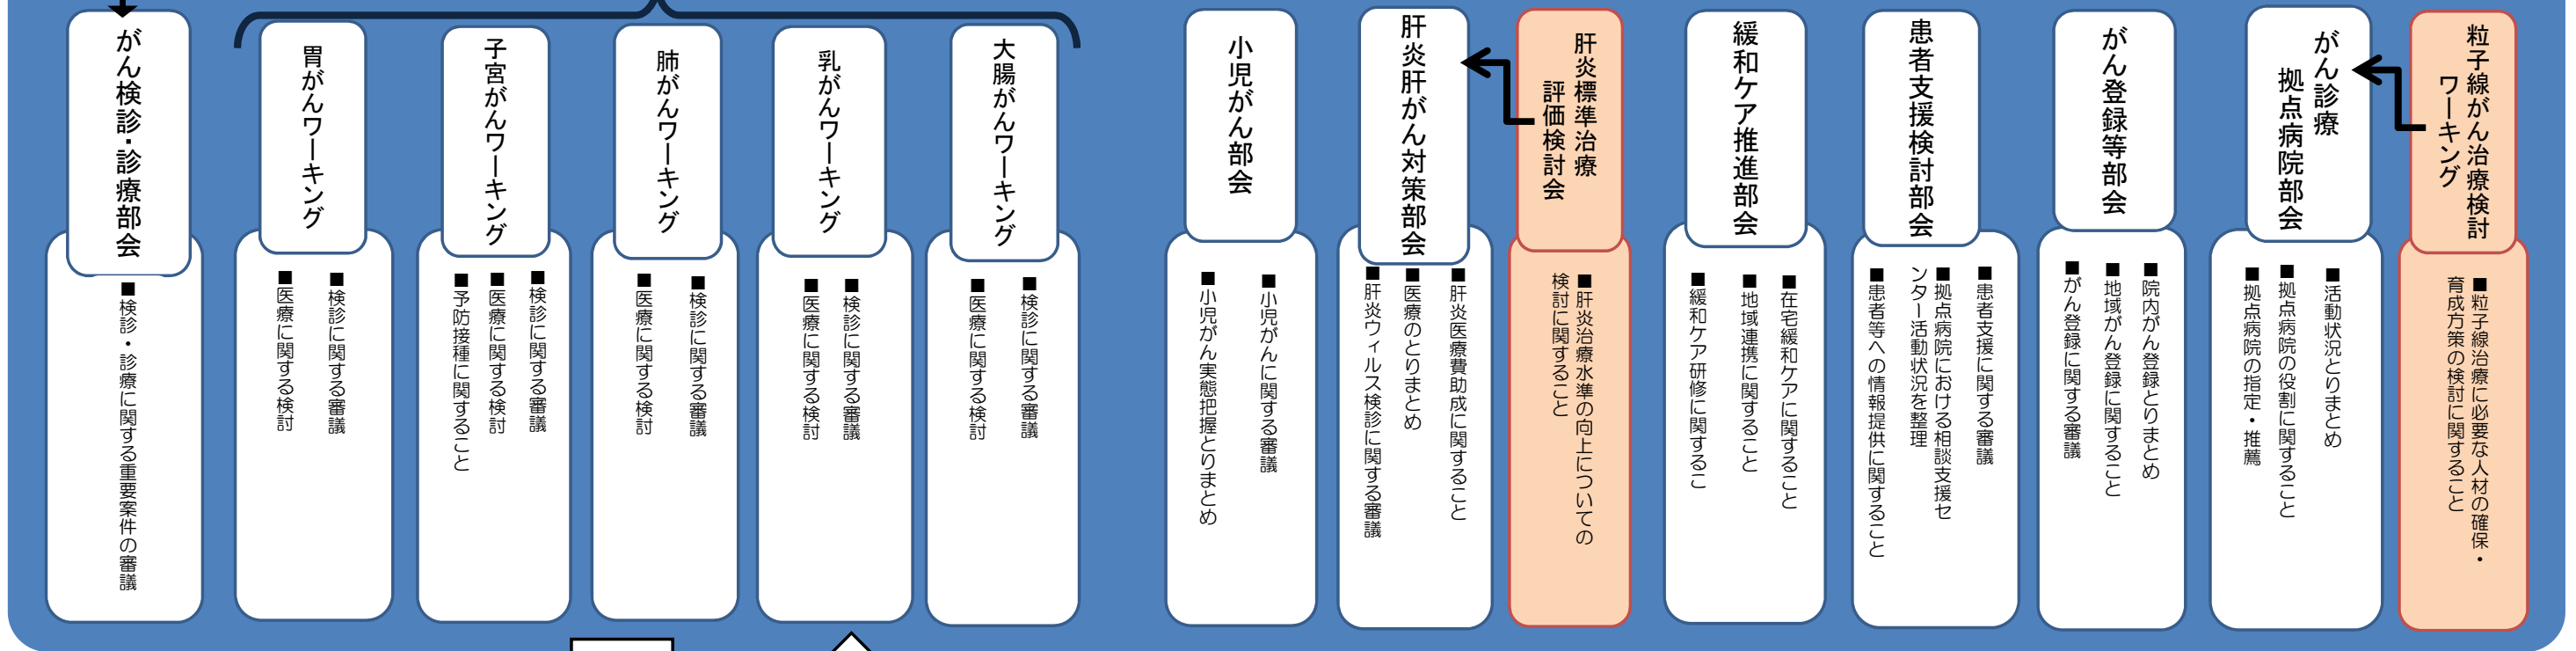 がん検診・診療部会
■検診・診療に関する重要案件の審議
胃がんワーキング
■検診に関する審議
■医療に関する検討
子宮がんワーキング
■検診に関する審議
■医療に関する検討
■予防接種に関すること
肺がんワーキング
■検診に関する審議
■医療に関する検討
乳がんワーキング
■検診に関する審議
■医療に関する検討
大腸がんワーキング
■検診に関する審議
■医療に関する検討
小児がん部会
■小児がんに関する審議
■小児がん実態把握とりまとめ
肝炎肝がん対策部会
■肝炎医療費助成に関すること
■医療のとりまとめ
■肝炎ウィルス検診に関する審議
肝炎標準治療
評価検討会
■肝炎治療水準の向上についての
検討に関すること
緩和ケア推進部会
■在宅緩和ケアに関すること
■地域連携に関すること
■緩和ケア研修に関するこ
患者支援検討部会
■患者支援に関する審議
■拠点病院における相談支援セ
ンター活動状況を整理
■患者等への情報提供に関すること
がん登録等部会
■院内がん登録とりまとめ
■地域がん登録に関すること
■がん登録に関する審議
がん診療
拠点病院部会
■活動状況とりまとめ
■拠点病院の役割に関すること
■拠点病院の指定・推薦
粒子線がん治療検討
ワーキング
■粒子線治療に必要な人材の確保・
育成方策の検討に関すること